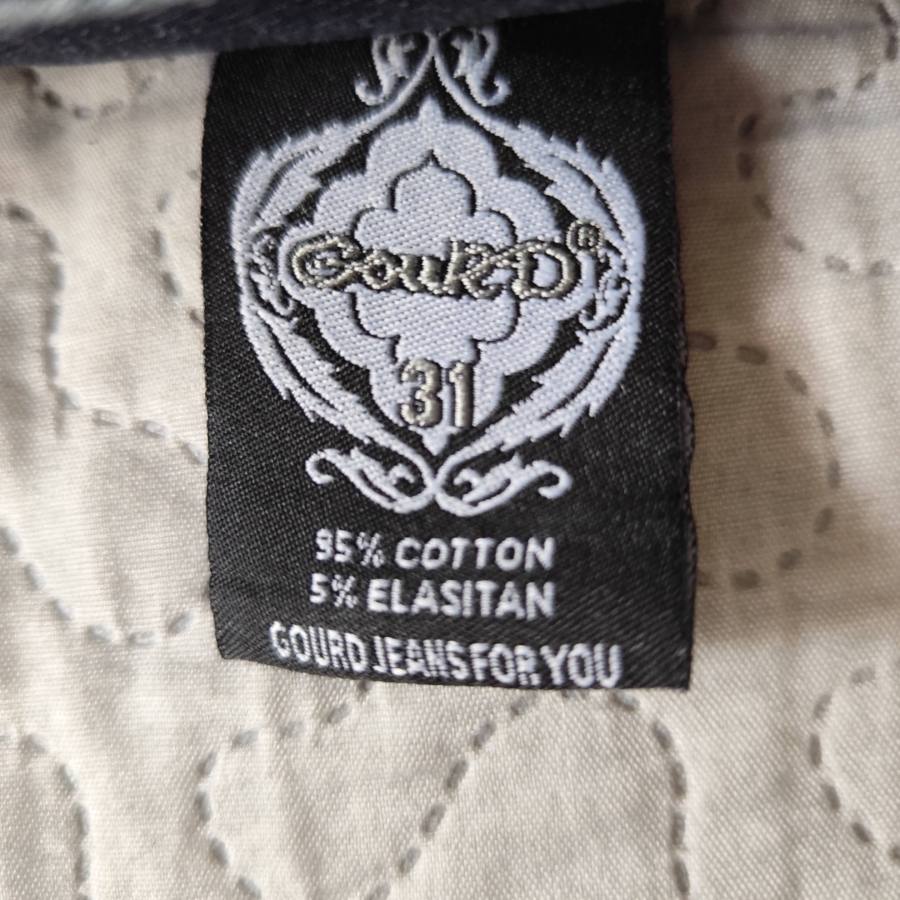 GouRD®
31
95% COTTON
5% ELASITAN
GOURD JEANS FOR YOU